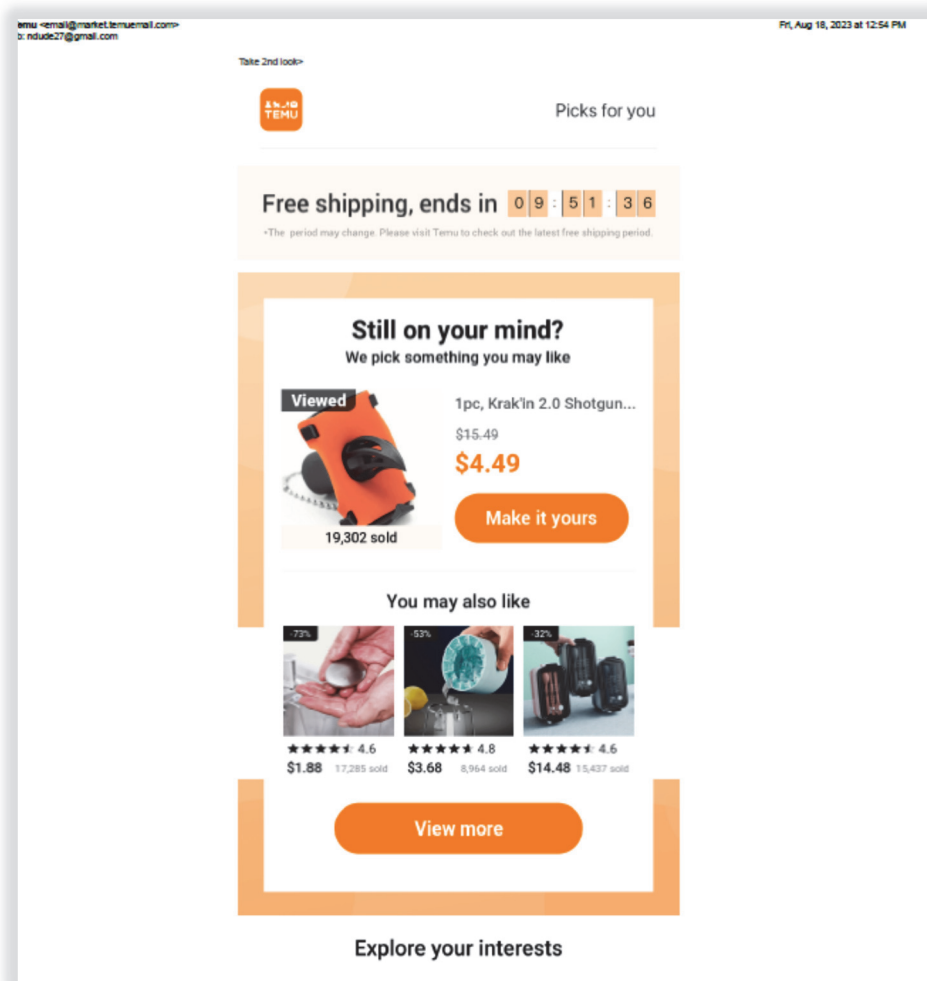 emu <email@market.temuemail.com>
Fri, Aug 18, 2023 at 12:54 PM
o: ndude27@gmail.com
Take 2nd look>
TEMU
Picks for you
Free shipping, ends in 09:51:36
*The period may change. Please visit Temu to check out the latest free shipping period.
Still on your mind?
We pick something you may like
Viewed
1pc, Krak'in 2.0 Shotgun...
$15.49
$4.49
Make it yours
19,302 sold
You may also like
-73% -53% -32%
4.6 4.8 4.6
$1.88 17,285 sold $3.68 8,964 sold $14.48 15,437 sold
View more
Explore your interests